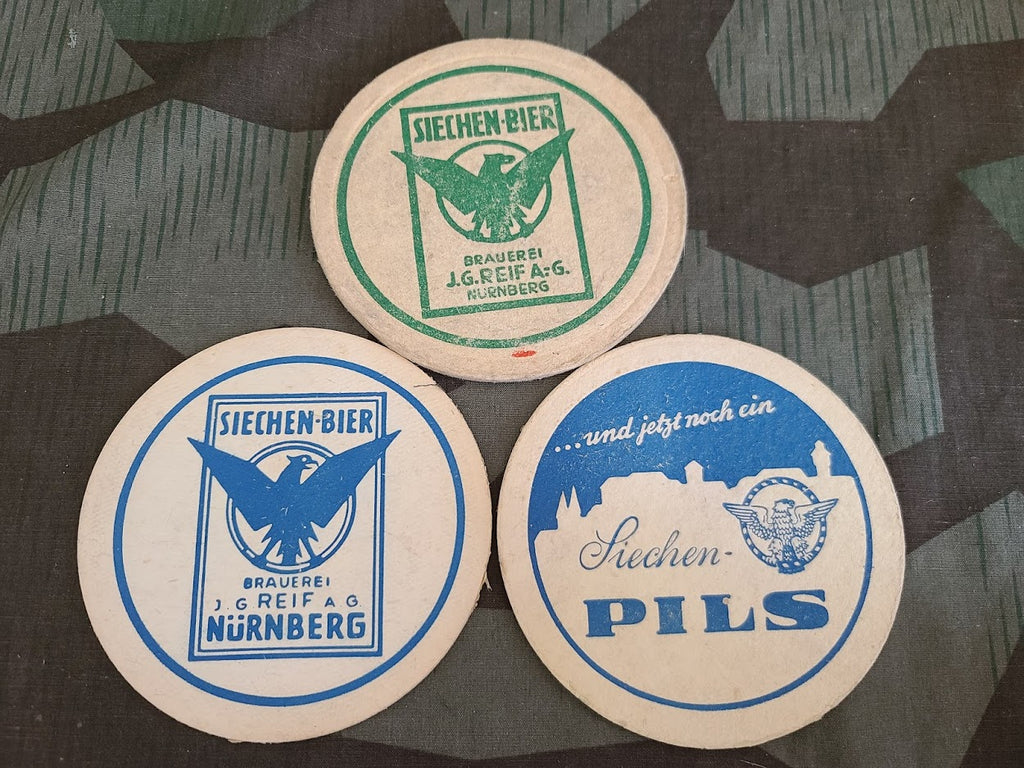 SIECHEN-BIER
BRAUEREI
J.G. REIF A.-G.
NÜRNBERG
SIECHEN-BIER
BRAUEREI
J. G. REIF A. G.
NÜRNBERG
...und jetzt noch ein
Siechen-
PILS